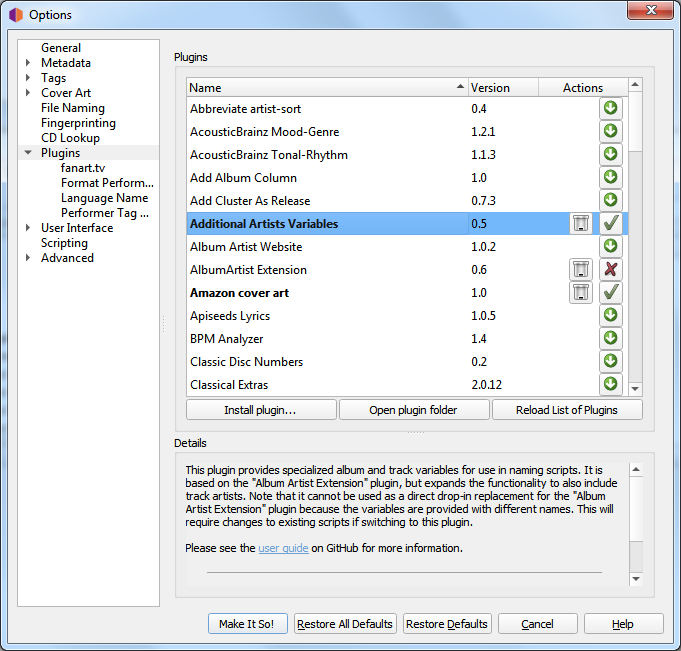 Options
General
Metadata
Tags
Cover Art
File Naming
Fingerprinting
CD Lookup
Plugins
fanart.tv
Format Perform...
Language Name
Performer Tag ...
User Interface
Scripting
Advanced
Plugins
Name Version Actions
Abbreviate artist-sort 0.4
AcousticBrainz Mood-Genre 1.2.1
AcousticBrainz Tonal-Rhythm 1.1.3
Add Album Column 1.0
Add Cluster As Release 0.7.3
Additional Artists Variables 0.5
Album Artist Website 1.0.2
AlbumArtist Extension 0.6
Amazon cover art 1.0
Apiseeds Lyrics 1.0.5
BPM Analyzer 1.4
Classic Disc Numbers 0.2
Classical Extras 2.0.12
Install plugin... Open plugin folder Reload List of Plugins
Details
This plugin provides specialized album and track variables for use in naming scripts. It is
based on the "Album Artist Extension" plugin, but expands the functionality to also include
track artists. Note that it cannot be used as a direct drop-in replacement for the "Album
Artist Extension" plugin because the variables are provided with different names. This will
require changes to existing scripts if switching to this plugin.
Please see the user guide on GitHub for more information.
Make It So! Restore All Defaults Restore Defaults Cancel Help